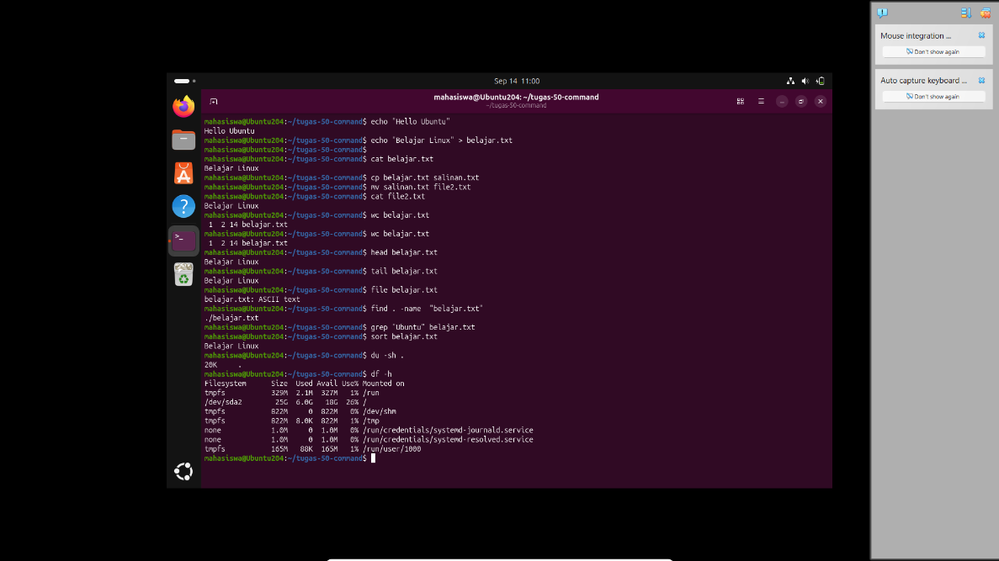 Sep 14 11:00
mahasiswa@Ubuntu204: ~/tugas-50-command
~/tugas-50-command
mahasiswa@Ubuntu204:~/tugas-50-command$ echo "Hello Ubuntu"
Hello Ubuntu
mahasiswa@Ubuntu204:~/tugas-50-command$ echo "Belajar Linux" > belajar.txt
mahasiswa@Ubuntu204:~/tugas-50-command$
mahasiswa@Ubuntu204:~/tugas-50-command$ cat belajar.txt
Belajar Linux
mahasiswa@Ubuntu204:~/tugas-50-command$ cp belajar.txt salinan.txt
mahasiswa@Ubuntu204:~/tugas-50-command$ mv salinan.txt file2.txt
mahasiswa@Ubuntu204:~/tugas-50-command$ cat file2.txt
Belajar Linux
mahasiswa@Ubuntu204:~/tugas-50-command$ wc belajar.txt
 1  2 14 belajar.txt
mahasiswa@Ubuntu204:~/tugas-50-command$ wc belajar.txt
 1  2 14 belajar.txt
mahasiswa@Ubuntu204:~/tugas-50-command$ head belajar.txt
Belajar Linux
mahasiswa@Ubuntu204:~/tugas-50-command$ tail belajar.txt
Belajar Linux
mahasiswa@Ubuntu204:~/tugas-50-command$ file belajar.txt
belajar.txt: ASCII text
mahasiswa@Ubuntu204:~/tugas-50-command$ find . -name  "belajar.txt"
./belajar.txt
mahasiswa@Ubuntu204:~/tugas-50-command$ grep "Ubuntu" belajar.txt
mahasiswa@Ubuntu204:~/tugas-50-command$ sort belajar.txt
Belajar Linux
mahasiswa@Ubuntu204:~/tugas-50-command$ du -sh .
20K     .
mahasiswa@Ubuntu204:~/tugas-50-command$ df -h
Filesystem      Size  Used Avail Use% Mounted on
tmpfs           329M  2.1M  327M   1% /run
/dev/sda2        25G  6.0G   18G  26% /
tmpfs           822M     0  822M   0% /dev/shm
tmpfs           822M  8.0K  822M   1% /tmp
none            1.0M     0  1.0M   0% /run/credentials/systemd-journald.service
none            1.0M     0  1.0M   0% /run/credentials/systemd-resolved.service
tmpfs           165M   88K  165M   1% /run/user/1000
mahasiswa@Ubuntu204:~/tugas-50-command$
Mouse integration ...
Don't show again
Auto capture keyboard ...
Don't show again